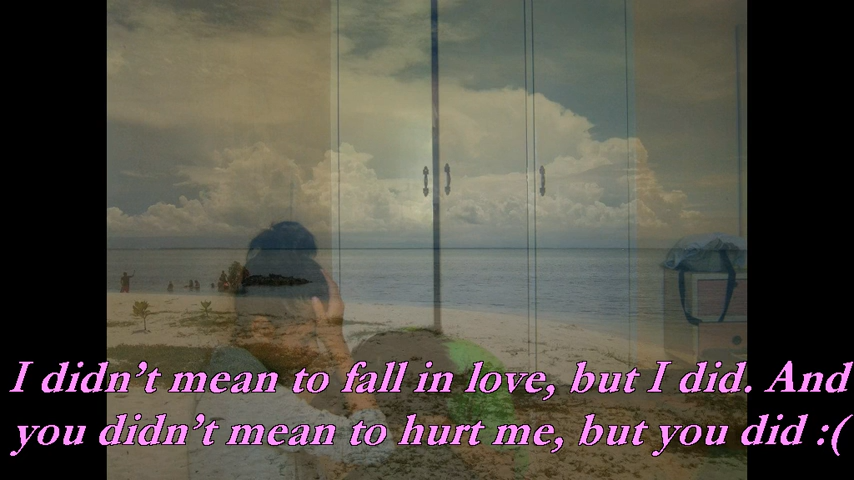 I didn't mean to fall in love, but I did. And
you didn't mean to hurt me, but you did :(